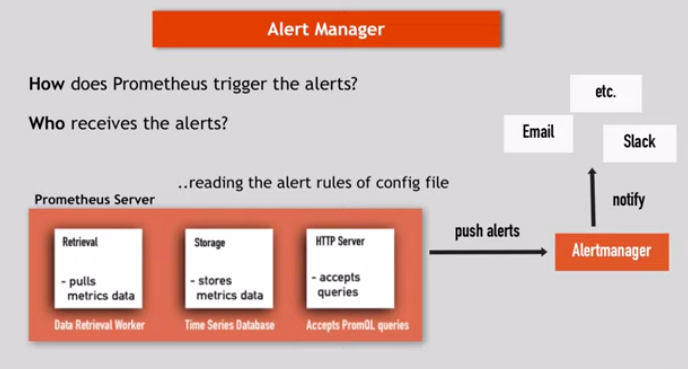 Alert Manager
How does Prometheus trigger the alerts?
Who receives the alerts?
etc.
Email
Slack
..reading the alert rules of config file
Prometheus Server
notify
push alerts
Alertmanager
Retrieval
- pulls
metrics data
Data Retrieval Worker
Storage
- stores
metrics data
Time Series Database
HTTP Server
- accepts
queries
Accepts PromQL queries